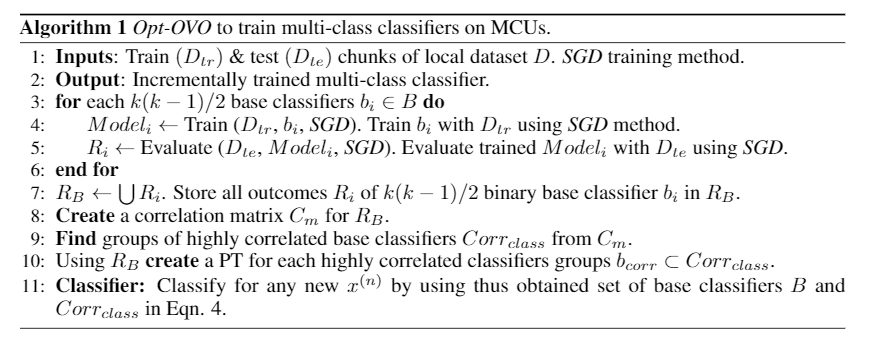 Algorithm 1 Opt-OVO to train multi-class classifiers on MCUs.
1: Inputs: Train (D_{tr}) & test (D_{te}) chunks of local dataset D. SGD training method.
2: Output: Incrementally trained multi-class classifier.
3: for each k(k − 1)/2 base classifiers b_i ∈ B do
4: Model_i ← Train (D_{tr}, b_i, SGD). Train b_i with D_{tr} using SGD method.
5: R_i ← Evaluate (D_{te}, Model_i, SGD). Evaluate trained Model_i with D_{te} using SGD.
6: end for
7: R_B ← ⋃ R_i. Store all outcomes R_i of k(k − 1)/2 binary base classifier b_i in R_B.
8: Create a correlation matrix C_m for R_B.
9: Find groups of highly correlated base classifiers Corr_{class} from C_m.
10: Using R_B create a PT for each highly correlated classifiers groups b_{corr} ⊂ Corr_{class}.
11: Classifier: Classify for any new x^{(n)} by using thus obtained set of base classifiers B and
Corr_{class} in Eqn. 4.